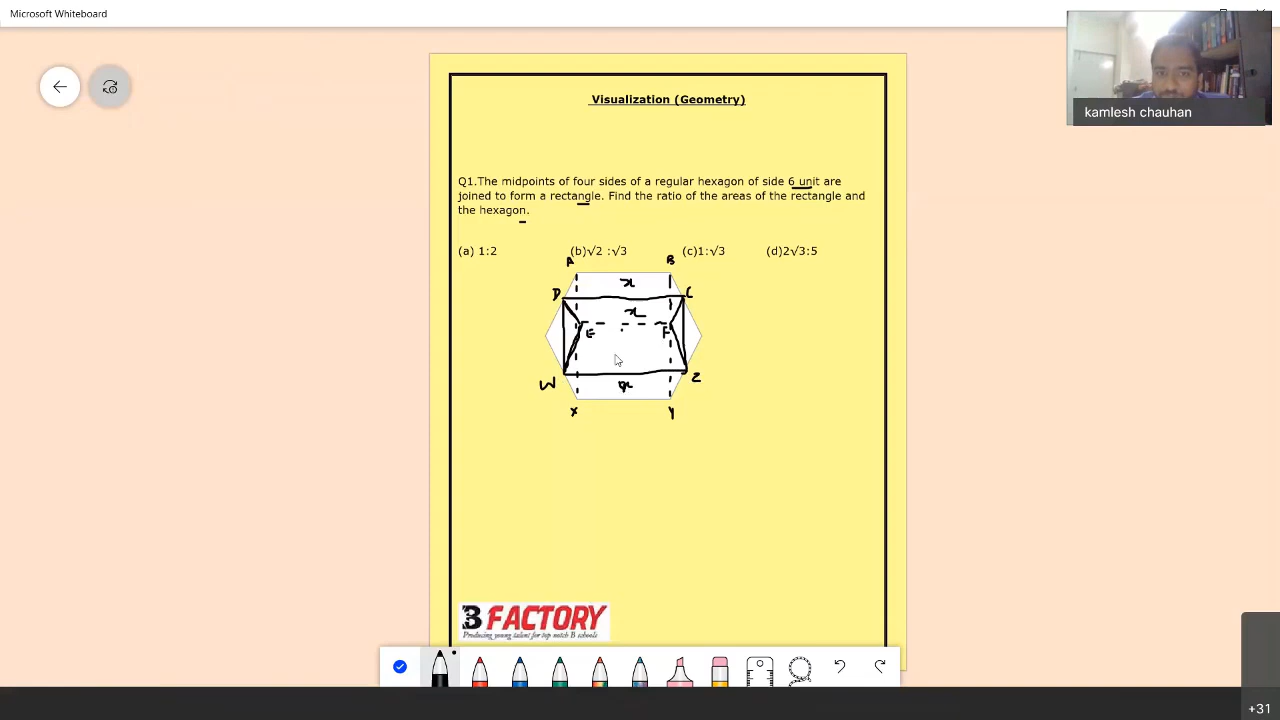 Microsoft Whiteboard
kamlesh chauhan
Visualization (Geometry)
Q1.The midpoints of four sides of a regular hexagon of side 6 unit are
joined to form a rectangle. Find the ratio of the areas of the rectangle and
the hexagon.
(a) 1:2 (b)√2 :√3 (c)1:√3 (d)2√3:5
A B
x
D C
x
E F
W x Z
X Y
3 FACTORY
Producing young talent for top notch B schools
+31